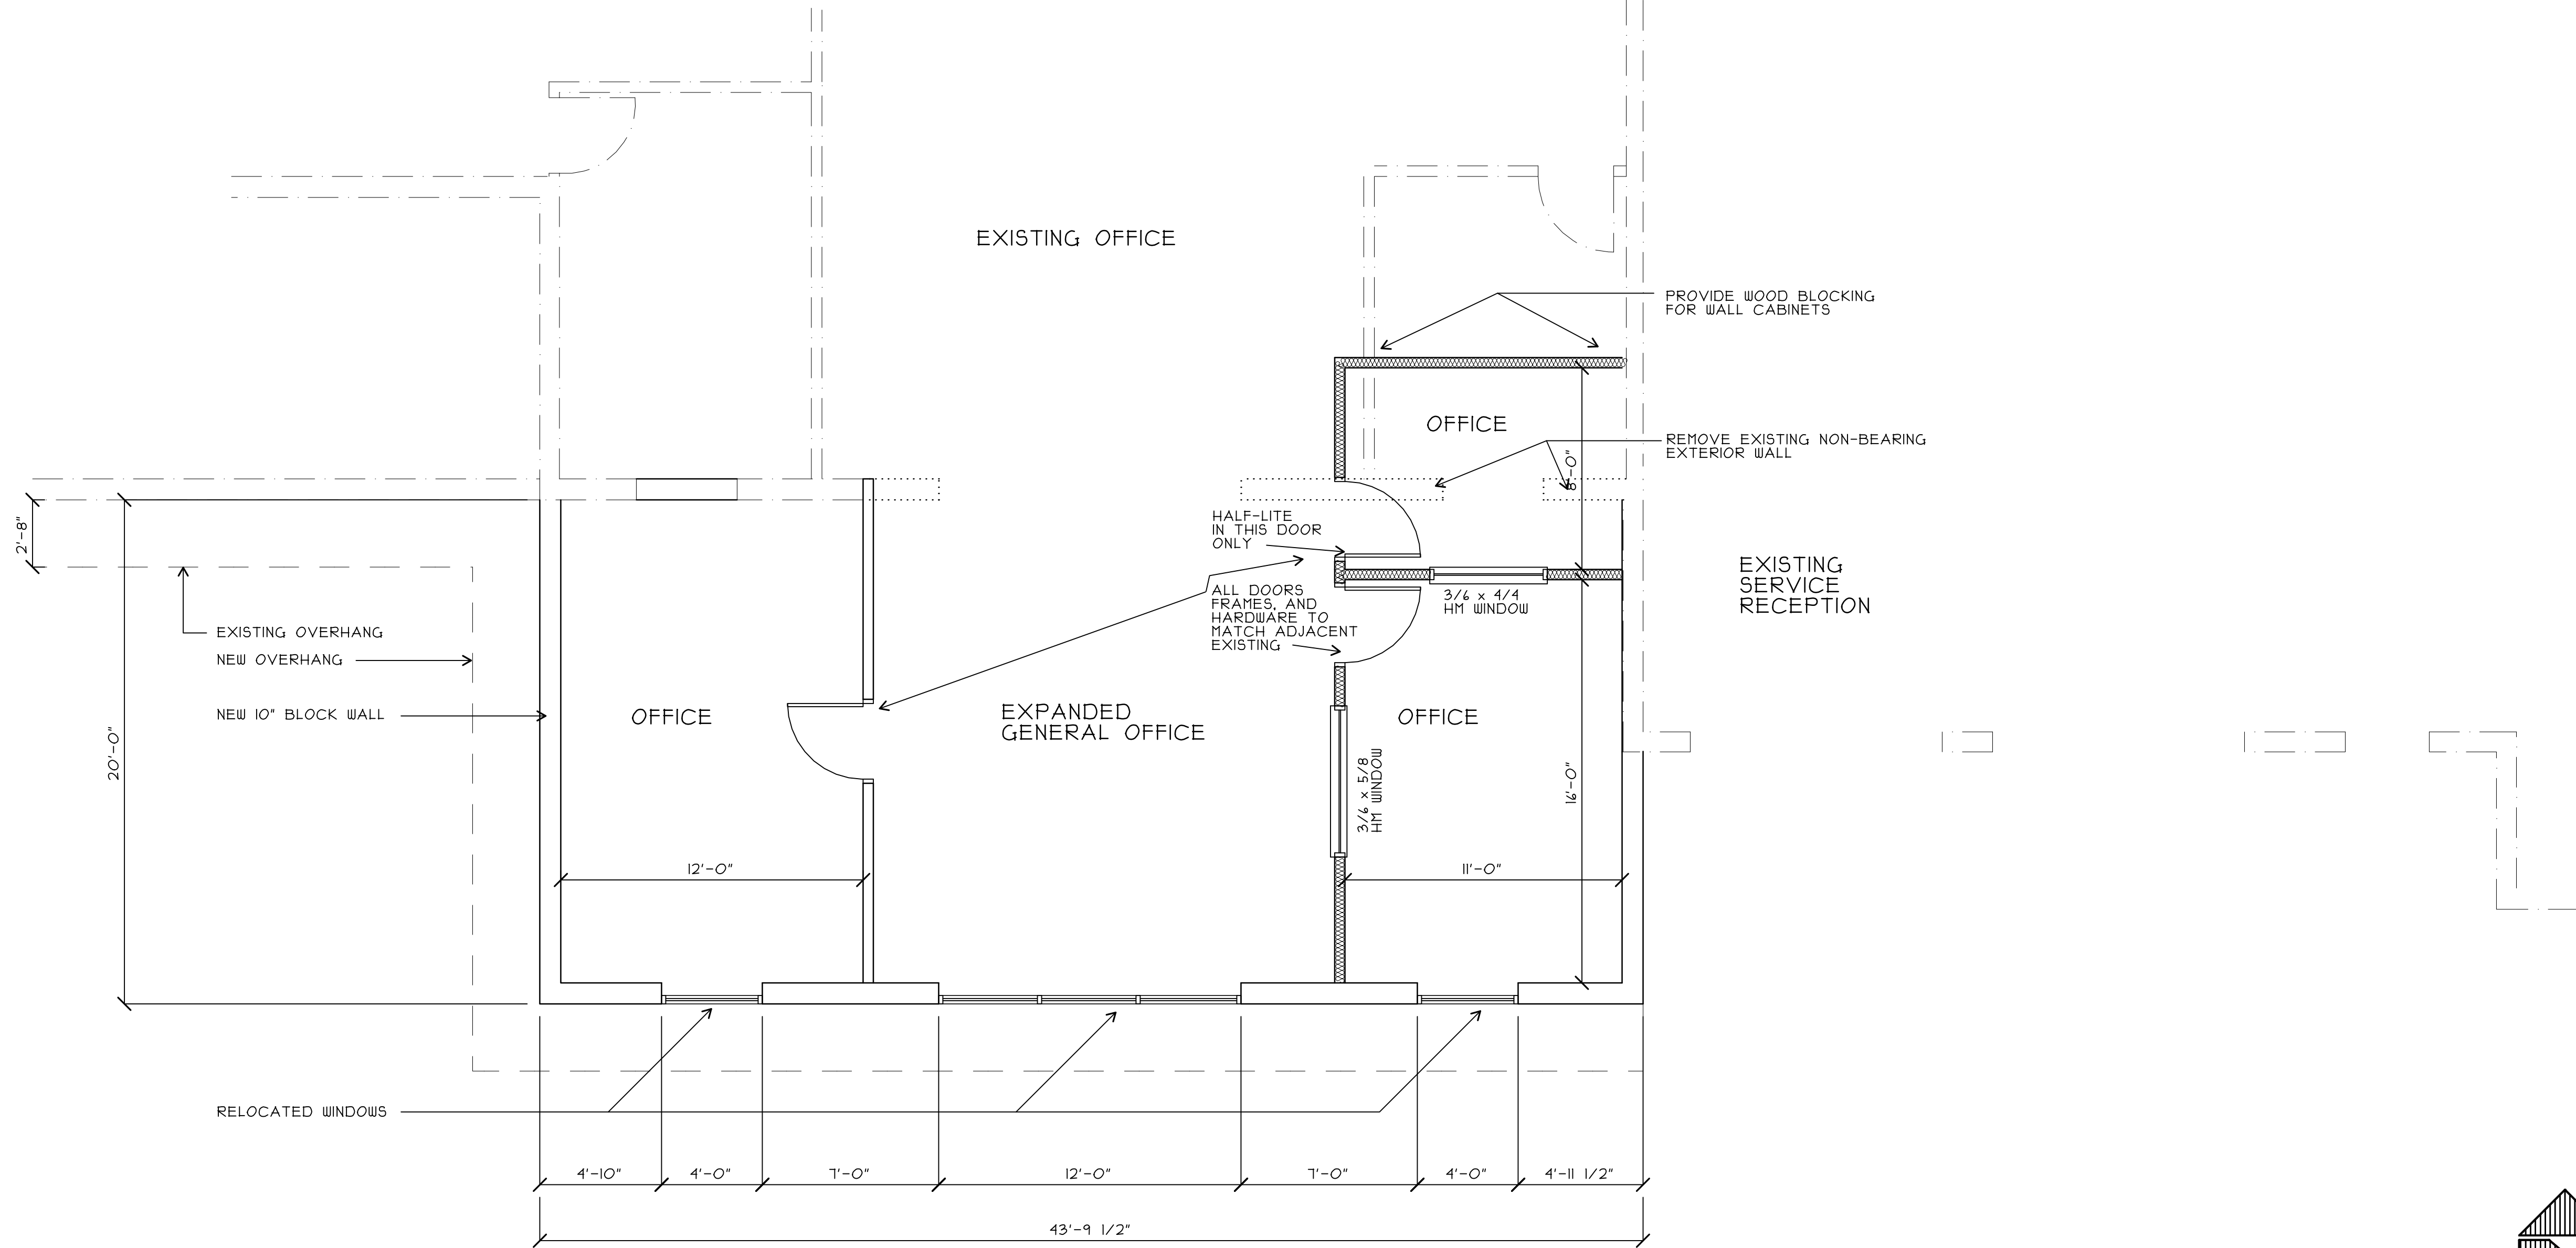 EXISTING OFFICE
PROVIDE WOOD BLOCKING
FOR WALL CABINETS
OFFICE
REMOVE EXISTING NON-BEARING
EXTERIOR WALL
8'-0"
2'-8"
HALF-LITE
IN THIS DOOR
ONLY
EXISTING
SERVICE
RECEPTION
ALL DOORS
FRAMES, AND
HARDWARE TO
MATCH ADJACENT
EXISTING
3/6 x 4/4
HM WINDOW
EXISTING OVERHANG
NEW OVERHANG
NEW 10" BLOCK WALL
OFFICE
EXPANDED
GENERAL OFFICE
OFFICE
20'-0"
3/6 x 5/8
HM WINDOW
16'-0"
12'-0"
11'-0"
RELOCATED WINDOWS
4'-10"
4'-0"
7'-0"
12'-0"
7'-0"
4'-0"
4'-11 1/2"
43'-9 1/2"